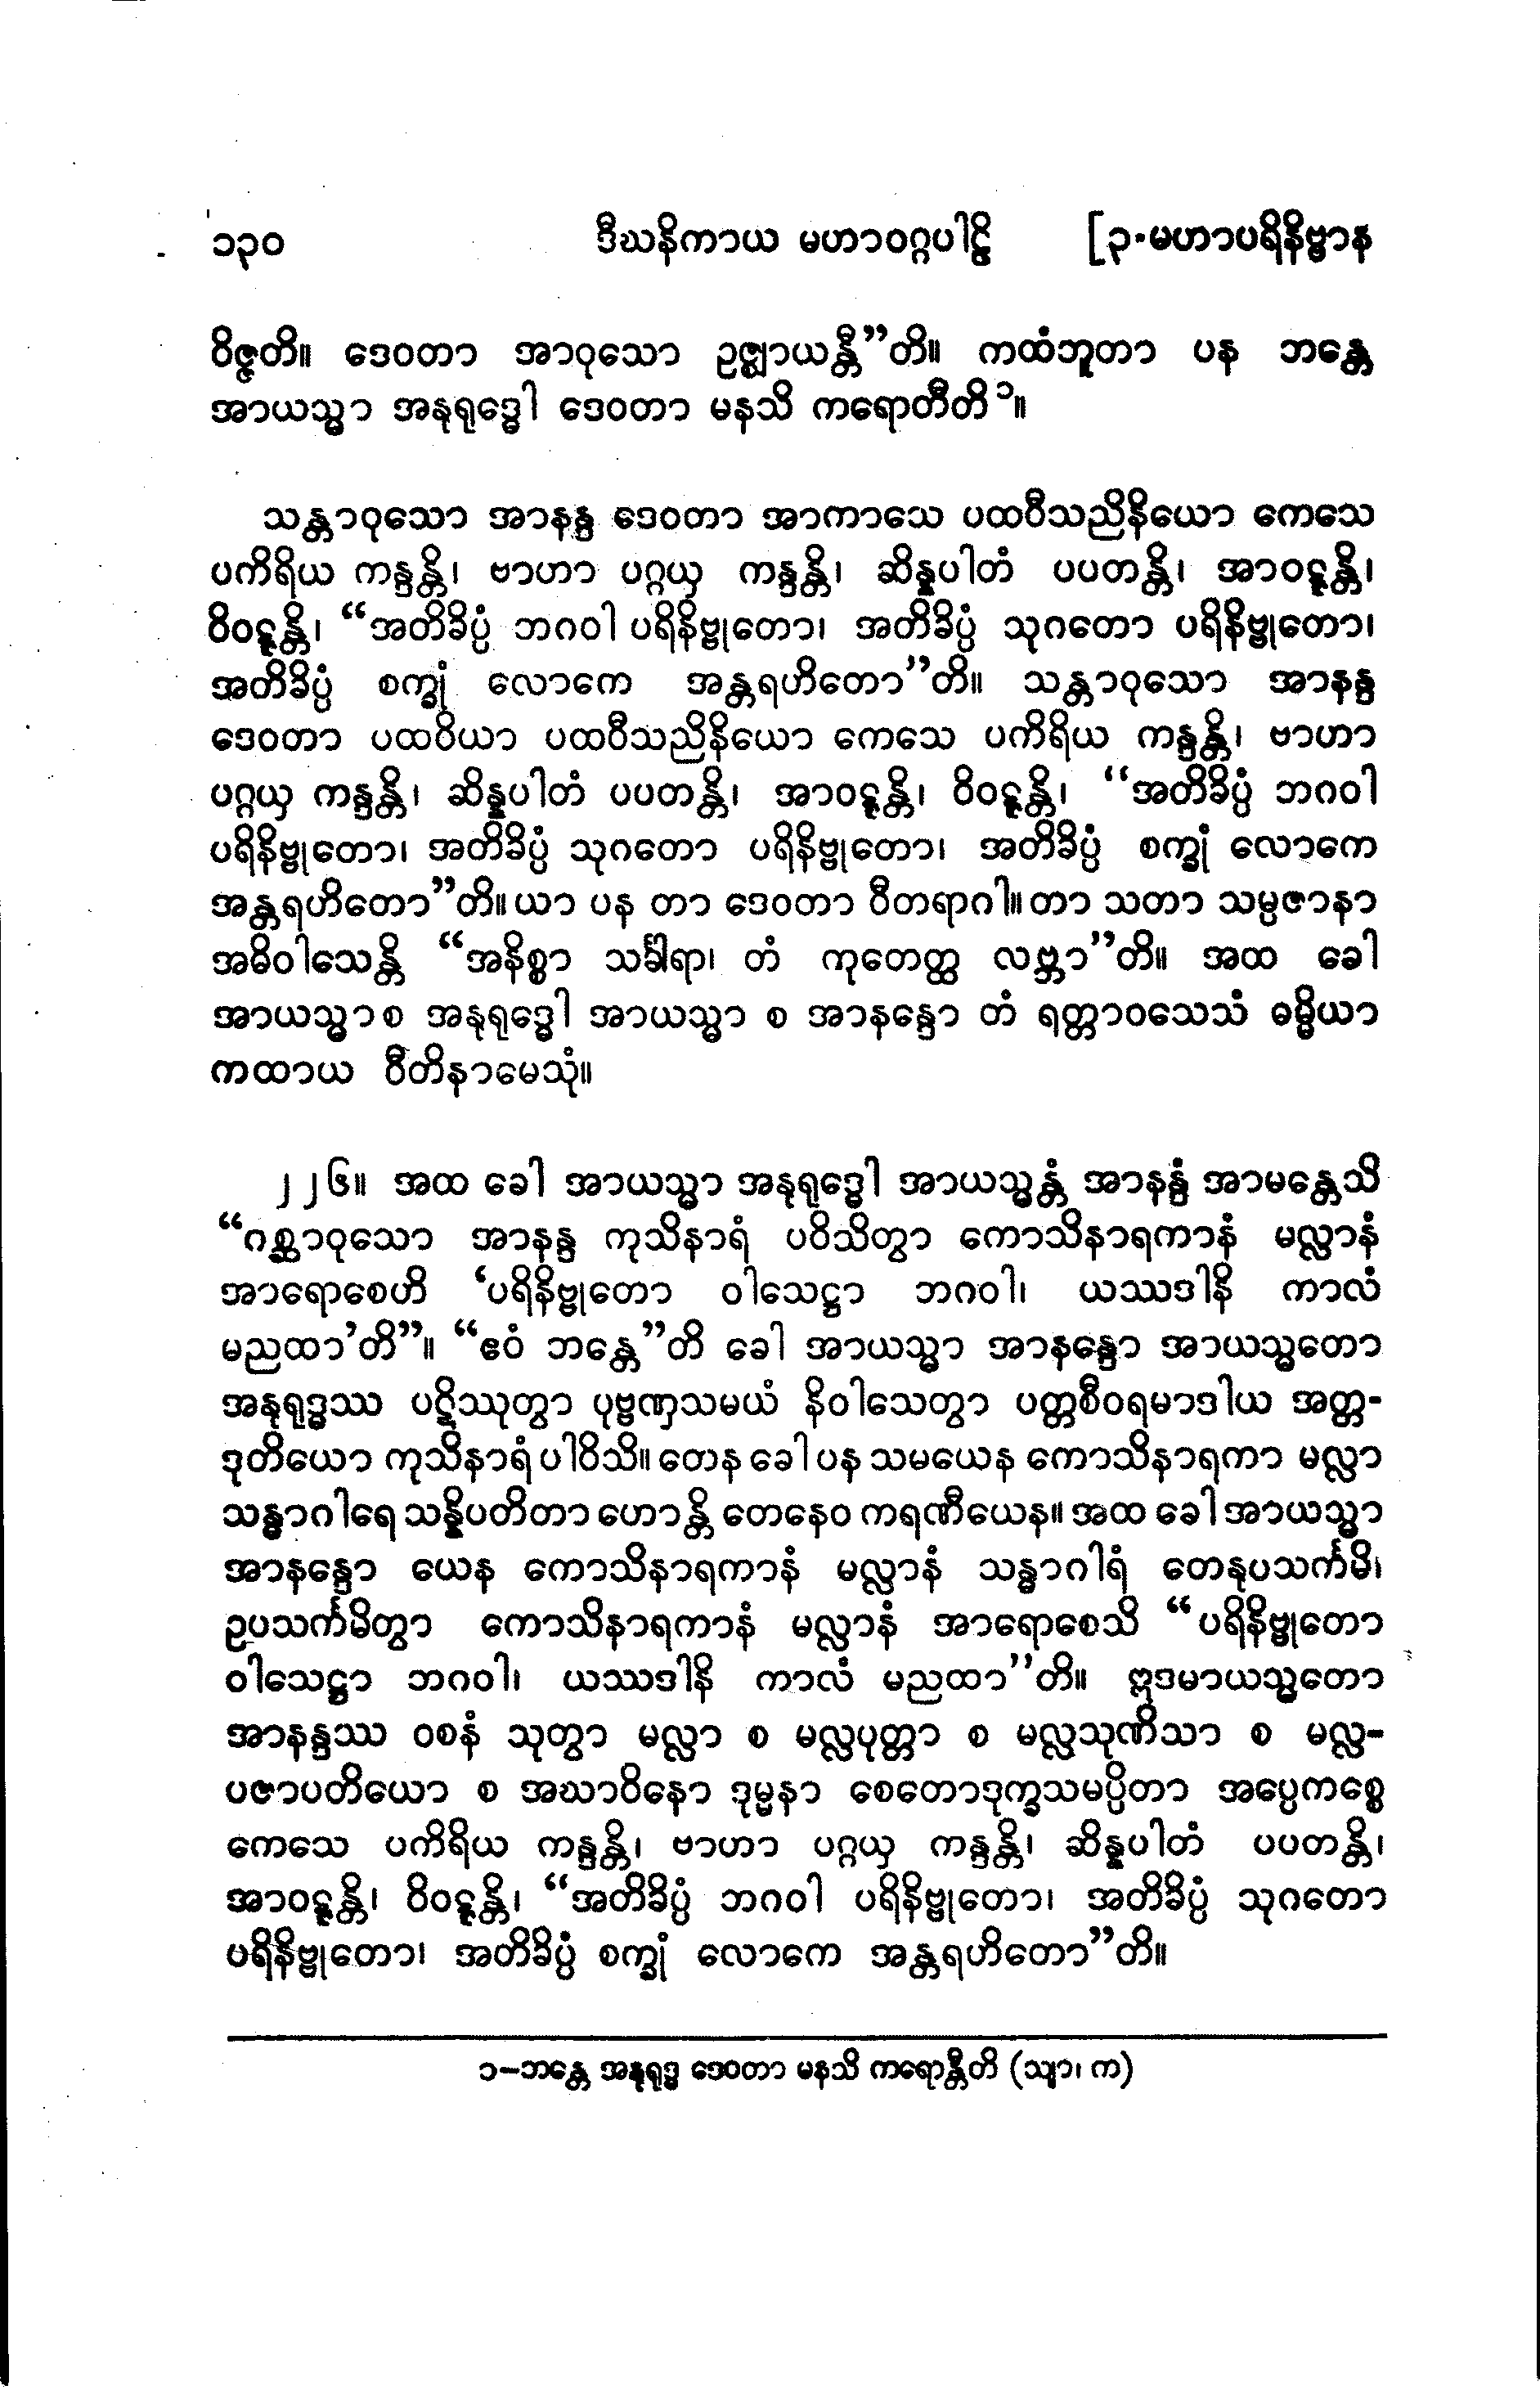 ၁၃၀ ဒီဃနိကာယ မဟာဝဂ္ဂပါဠိ [၃-မဟာပရိနိဗ္ဗာန
ဝိဇ္ဇတိ။ ဒေဝတာ အာဝုသော ဥဇ္ဈာယန္တီ”တိ။ ကထံဘူတာ ပန ဘန္တေ
အာယသ္မာ အနုရုဒ္ဓေါ ဒေဝတာ မနသိ ကရောတီတိ၁။
သန္တာဝုသော အာနန္ဒ ဒေဝတာ အာကာသေ ပထဝီသညိနိယော ကေသေ
ပကိရိယ ကန္ဒန္တိ၊ ဗာဟာ ပဂ္ဂယှ ကန္ဒန္တိ၊ ဆိန္နပါတံ ပပတန္တိ၊ အာဝဋ္ဋန္တိ၊
ဝိဝဋ္ဋန္တိ၊ “အတိခိပ္ပံ ဘဂဝါ ပရိနိဗ္ဗုတော၊ အတိခိပ္ပံ သုဂတော ပရိနိဗ္ဗုတော၊
အတိခိပ္ပံ စက္ခုံ လောကေ အန္တရဟိတော”တိ။ သန္တာဝုသော အာနန္ဒ
ဒေဝတာ ပထဝိယာ ပထဝီသညိနိယော ကေသေ ပကိရိယ ကန္ဒန္တိ၊ ဗာဟာ
ပဂ္ဂယှ ကန္ဒန္တိ၊ ဆိန္နပါတံ ပပတန္တိ၊ အာဝဋ္ဋန္တိ၊ ဝိဝဋ္ဋန္တိ၊ “အတိခိပ္ပံ ဘဂဝါ
ပရိနိဗ္ဗုတော၊ အတိခိပ္ပံ သုဂတော ပရိနိဗ္ဗုတော၊ အတိခိပ္ပံ စက္ခုံ လောကေ
အန္တရဟိတော”တိ။ ယာ ပန တာ ဒေဝတာ ဝီတရာဂါ။ တာ သတာ သမ္ပဇာနာ
အဓိဝါသေန္တိ “အနိစ္စာ သင်္ခါရာ၊ တံ ကုတေတ္ထ လဗ္ဘာ”တိ။ အထ ခေါ
အာယသ္မာ စ အနုရုဒ္ဓေါ အာယသ္မာ စ အာနန္ဒော တံ ရတ္တာဝသေသံ ဓမ္မိယာ
ကထာယ ဝီတိနာမေသုံ။
၂၂၆။ အထ ခေါ အာယသ္မာ အနုရုဒ္ဓေါ အာယသ္မန္တံ အာနန္ဒံ အာမန္တေသိ
“ဂစ္ဆာဝုသော အာနန္ဒ ကုသိနာရံ ပဝိသိတွာ ကောသိနာရကာနံ မလ္လာနံ
အာရောစေဟိ ‘ပရိနိဗ္ဗုတော ဝါသေဋ္ဌာ ဘဂဝါ၊ ယဿဒါနိ ကာလံ
မညထာ’တိ”။ “ဧဝံ ဘန္တေ”တိ ခေါ အာယသ္မာ အာနန္ဒော အာယသ္မတော
အနုရုဒ္ဓဿ ပဋိဿုတွာ ပုဗ္ဗဏှသမယံ နိဝါသေတွာ ပတ္တစီဝရမာဒါယ အတ္တ-
ဒုတိယော ကုသိနာရံ ပါဝိသိ။ တေန ခေါ ပန သမယေန ကောသိနာရကာ မလ္လာ
သန္ဓာဂါရေ သန္နိပတိတာ ဟောန္တိ တေနေဝ ကရဏီယေန။ အထ ခေါ အာယသ္မာ
အာနန္ဒော ယေန ကောသိနာရကာနံ မလ္လာနံ သန္ဓာဂါရံ တေနုပသင်္ကမိ၊
ဥပသင်္ကမိတွာ ကောသိနာရကာနံ မလ္လာနံ အာရောစေသိ “ပရိနိဗ္ဗုတော
ဝါသေဋ္ဌာ ဘဂဝါ၊ ယဿဒါနိ ကာလံ မညထာ”တိ။ ဣဒမာယသ္မတော
အာနန္ဒဿ ဝစနံ သုတွာ မလ္လာ စ မလ္လပုတ္တာ စ မလ္လသုဏိသာ စ မလ္လ-
ပဇာပတိယော စ အဃာဝိနော ဒုမ္မနာ စေတောဒုက္ခသမပ္ပိတာ အပ္ပေကစ္စေ
ကေသေ ပကိရိယ ကန္ဒန္တိ၊ ဗာဟာ ပဂ္ဂယှ ကန္ဒန္တိ၊ ဆိန္နပါတံ ပပတန္တိ၊
အာဝဋ္ဋန္တိ၊ ဝိဝဋ္ဋန္တိ၊ “အတိခိပ္ပံ ဘဂဝါ ပရိနိဗ္ဗုတော၊ အတိခိပ္ပံ သုဂတော
ပရိနိဗ္ဗုတော၊ အတိခိပ္ပံ စက္ခုံ လောကေ အန္တရဟိတော”တိ။
၁-ဘန္တေ အနုရုဒ္ဓ ဒေဝတာ မနသိ ကရောန္တီတိ (သျာ၊ က)